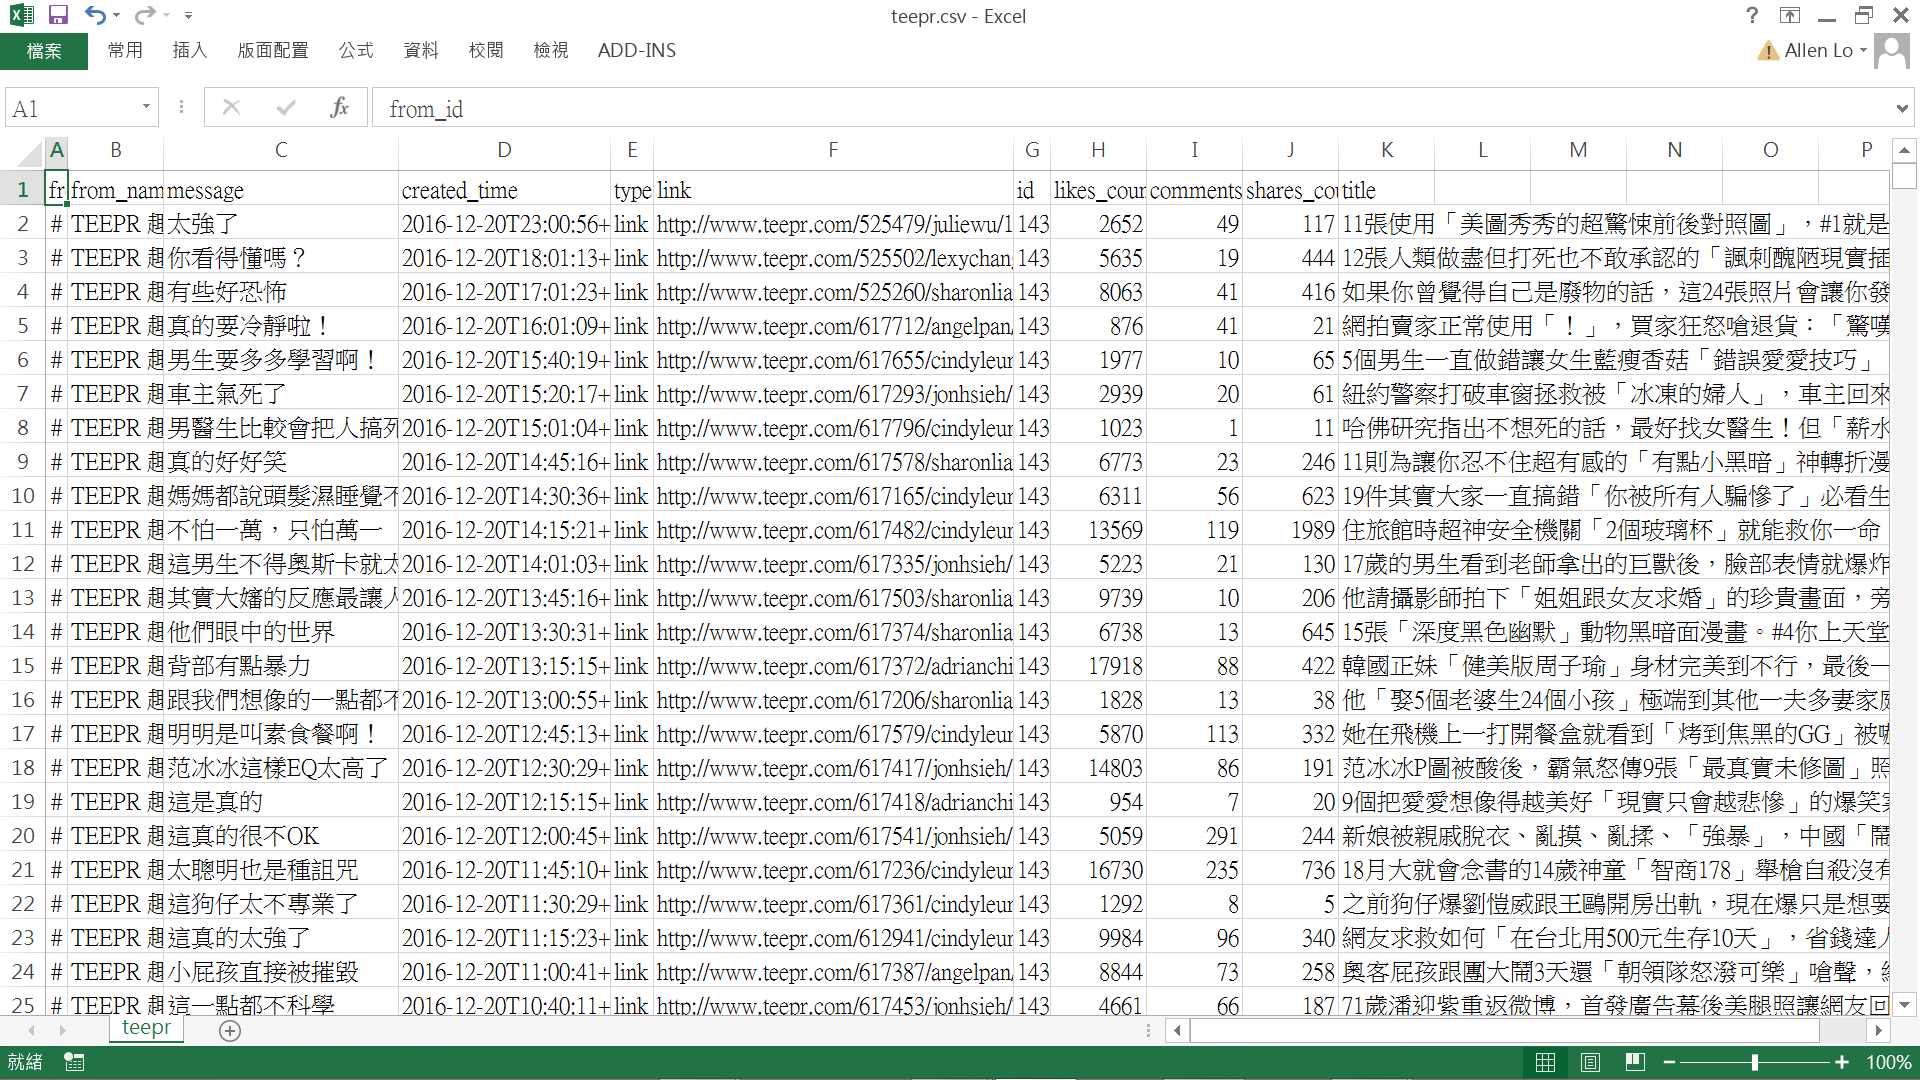 teepr.csv - Excel
檔案 常用 插入 版面配置 公式 資料 校閱 檢視 ADD-INS Allen Lo
A1 fx from_id
A B C D E F G H I J K L M N O P
1 fr from_nam message created_time type link id likes_cour comments shares_cou title
2 # TEEPR 太強了 2016-12-20T23:00:56+ link http://www.teepr.com/525479/juliewu/1 143 2652 49 117 11張使用「美圖秀秀的超驚悚前後對照圖」，#1就是
3 # TEEPR 你看得懂嗎？ 2016-12-20T18:01:13+ link http://www.teepr.com/525502/lexychang 143 5635 19 444 12張人類做盡但打死也不敢承認的「諷刺醜陋現實插
4 # TEEPR 有些好恐怖 2016-12-20T17:01:23+ link http://www.teepr.com/525260/sharonlia 143 8063 41 416 如果你曾覺得自己是廢物的話，這24張照片會讓你發
5 # TEEPR 真的要冷靜啦！ 2016-12-20T16:01:09+ link http://www.teepr.com/617712/angelpan/ 143 876 41 21 網拍賣家正常使用「！」，買家狂怒嗆退貨：「驚嘆
6 # TEEPR 男生要多多學習啊！ 2016-12-20T15:40:19+ link http://www.teepr.com/617655/cindyleur 143 1977 10 65 5個男生一直做錯讓女生藍瘦香菇「錯誤愛愛技巧」
7 # TEEPR 車主氣死了 2016-12-20T15:20:17+ link http://www.teepr.com/617293/jonhsieh/ 143 2939 20 61 紐約警察打破車窗拯救被「冰凍的婦人」，車主回來
8 # TEEPR 男醫生比較會把人搞死 2016-12-20T15:01:04+ link http://www.teepr.com/617796/cindyleur 143 1023 1 11 哈佛研究指出不想死的話，最好找女醫生！但「薪水
9 # TEEPR 真的好好笑 2016-12-20T14:45:16+ link http://www.teepr.com/617578/sharonlia 143 6773 23 246 11則為讓你忍不住超有感的「有點小黑暗」神轉折漫
10 # TEEPR 媽媽都說頭髮濕睡覺不 2016-12-20T14:30:36+ link http://www.teepr.com/617165/cindyleur 143 6311 56 623 19件其實大家一直搞錯「你被所有人騙慘了」必看生
11 # TEEPR 不怕一萬，只怕萬一 2016-12-20T14:15:21+ link http://www.teepr.com/617482/cindyleur 143 13569 119 1989 住旅館時超神安全機關「2個玻璃杯」就能救你一命
12 # TEEPR 這男生不得奧斯卡就太 2016-12-20T14:01:03+ link http://www.teepr.com/617335/jonhsieh/ 143 5223 21 130 17歲的男生看到老師拿出的巨獸後，臉部表情就爆炸
13 # TEEPR 其實大嬸的反應最讓人 2016-12-20T13:45:16+ link http://www.teepr.com/617503/sharonlia 143 9739 10 206 他請攝影師拍下「姐姐跟女友求婚」的珍貴畫面，旁
14 # TEEPR 他們眼中的世界 2016-12-20T13:30:31+ link http://www.teepr.com/617374/sharonlia 143 6738 13 645 15張「深度黑色幽默」動物黑暗面漫畫。#4你上天堂
15 # TEEPR 背部有點暴力 2016-12-20T13:15:15+ link http://www.teepr.com/617372/adrianchi 143 17918 88 422 韓國正妹「健美版周子瑜」身材完美到不行，最後一
16 # TEEPR 跟我們想像的一點都不 2016-12-20T13:00:55+ link http://www.teepr.com/617206/sharonlia 143 1828 13 38 他「娶5個老婆生24個小孩」極端到其他一夫多妻家庭
17 # TEEPR 明明是叫素食餐啊！ 2016-12-20T12:45:13+ link http://www.teepr.com/617579/cindyleur 143 5870 113 332 她在飛機上一打開餐盒就看到「烤到焦黑的GG」被嚇
18 # TEEPR 范冰冰這樣EQ太高了 2016-12-20T12:30:29+ link http://www.teepr.com/617417/jonhsieh/ 143 14803 86 191 范冰冰P圖被酸後，霸氣怒傳9張「最真實未修圖」照
19 # TEEPR 這是真的 2016-12-20T12:15:15+ link http://www.teepr.com/617418/adrianchi 143 954 7 20 9個把愛愛想像得越美好「現實只會越悲慘」的爆笑案
20 # TEEPR 這真的很不OK 2016-12-20T12:00:45+ link http://www.teepr.com/617541/jonhsieh/ 143 5059 291 244 新娘被親戚脫衣、亂摸、亂揉、「強暴」，中國「鬧
21 # TEEPR 太聰明也是種詛咒 2016-12-20T11:45:10+ link http://www.teepr.com/617236/cindyleur 143 16730 235 736 18月大就會念書的14歲神童「智商178」舉槍自殺沒有
22 # TEEPR 這狗仔太不專業了 2016-12-20T11:30:29+ link http://www.teepr.com/617361/cindyleur 143 1292 8 5 之前狗仔爆劉愷威跟王鷗開房出軌，現在爆只是想要
23 # TEEPR 這真的太強了 2016-12-20T11:15:23+ link http://www.teepr.com/612941/cindyleur 143 9984 96 340 網友求救如何「在台北用500元生存10天」，省錢達人
24 # TEEPR 小屁孩直接被摧毀 2016-12-20T11:00:41+ link http://www.teepr.com/617387/angelpan/ 143 8844 73 258 奧客屁孩跟團大鬧3天還「朝領隊怒潑可樂」嗆聲，
25 # TEEPR 這一點都不科學 2016-12-20T10:40:11+ link http://www.teepr.com/617453/jonhsieh/ 143 4661 66 187 71歲潘迎紫重返微博，首發廣告幕後美腿照讓網友回
teepr
就緒 100%